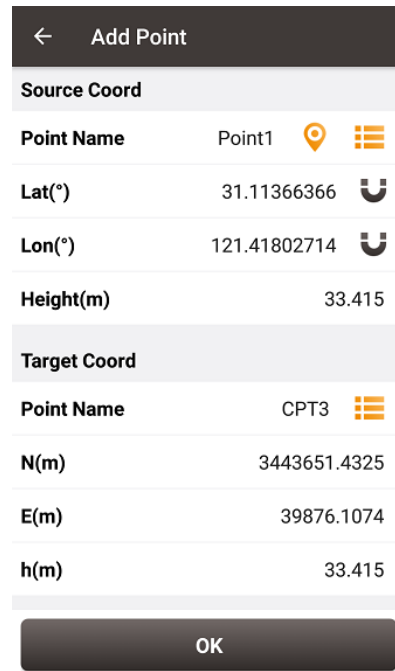 Add Point
Source Coord
Point Name Point1
Lat(°) 31.11366366
Lon(°) 121.41802714
Height(m) 33.415
Target Coord
Point Name CPT3
N(m) 3443651.4325
E(m) 39876.1074
h(m) 33.415
OK